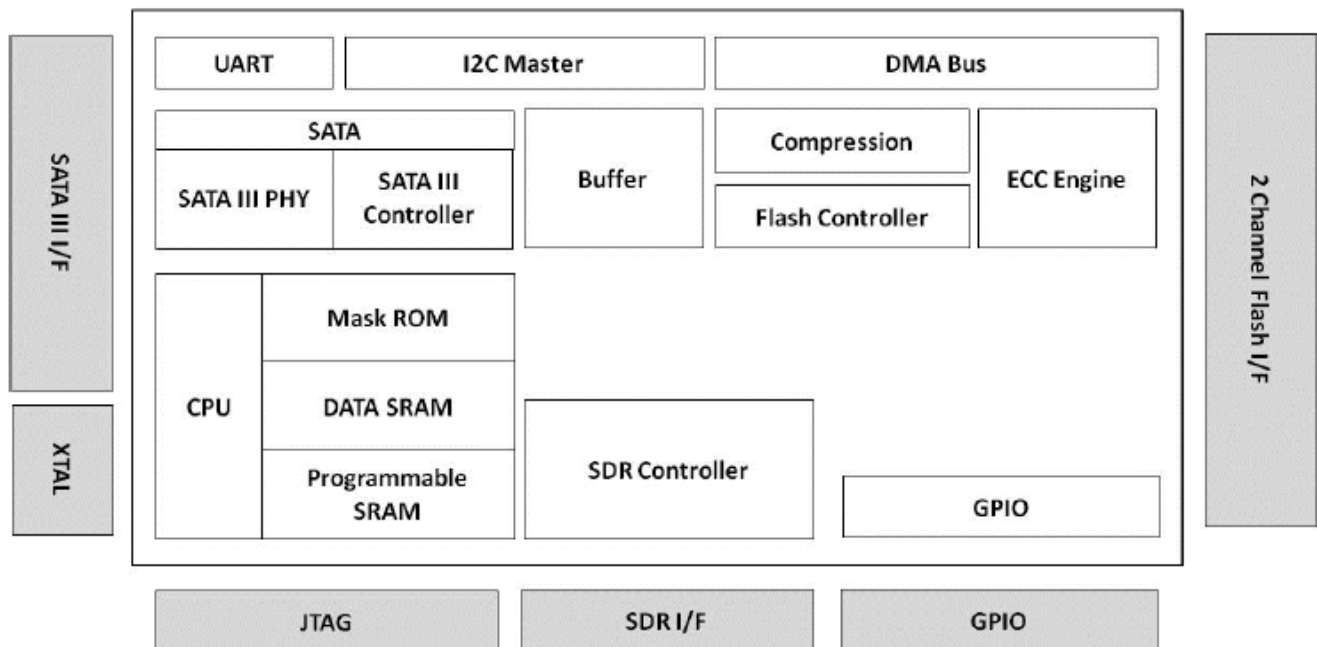 UART
I2C Master
DMA Bus
SATA III I/F
SATA
SATA III PHY
SATA III
Controller
Buffer
Compression
Flash Controller
ECC Engine
2 Channel Flash I/F
XTAL
CPU
Mask ROM
DATA SRAM
Programmable
SRAM
SDR Controller
GPIO
JTAG
SDR I/F
GPIO